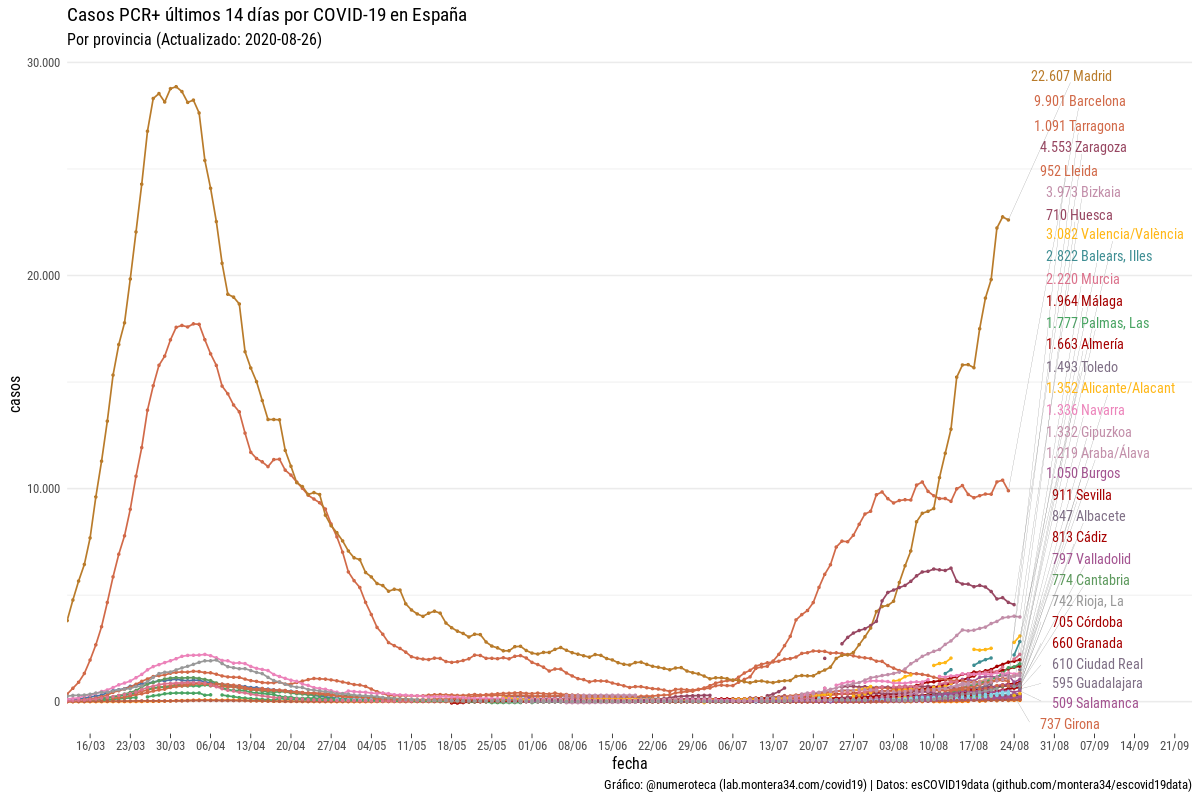 Casos PCR+ últimos 14 días por COVID-19 en España
Por provincia (Actualizado: 2020-08-26)
30.000
20.000
10.000
0
casos
22.607 Madrid
9.901 Barcelona
1.091 Tarragona
4.553 Zaragoza
952 Lleida
3.973 Bizkaia
710 Huesca
3.082 Valencia/València
2.822 Balears, Illes
2.220 Murcia
1.964 Málaga
1.777 Palmas, Las
1.663 Almería
1.493 Toledo
1.352 Alicante/Alacant
1.336 Navarra
1.332 Gipuzkoa
1.219 Araba/Álava
1.050 Burgos
911 Sevilla
847 Albacete
813 Cádiz
797 Valladolid
774 Cantabria
742 Rioja, La
705 Córdoba
660 Granada
610 Ciudad Real
595 Guadalajara
509 Salamanca
737 Girona
16/03 23/03 30/03 06/04 13/04 20/04 27/04 04/05 11/05 18/05 25/05 01/06 08/06 15/06 22/06 29/06 06/07 13/07 20/07 27/07 03/08 10/08 17/08 24/08 31/08 07/09 14/09 21/09
fecha
Gráfico: @numeroteca (lab.montera34.com/covid19) | Datos: esCOVID19data (github.com/montera34/escovid19data)